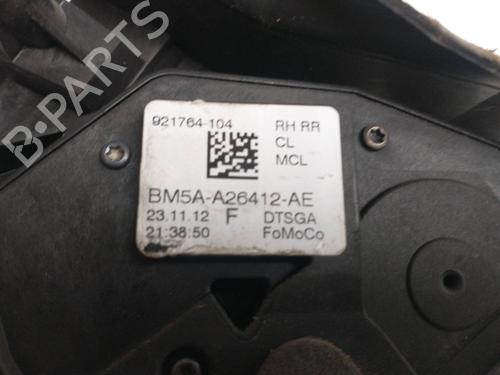 B-PARTS
921764-104 RH RR
CL
MCL
BM5A-A26412-AE
23.11.12 F DTSGA
21:38:50 FoMoCo